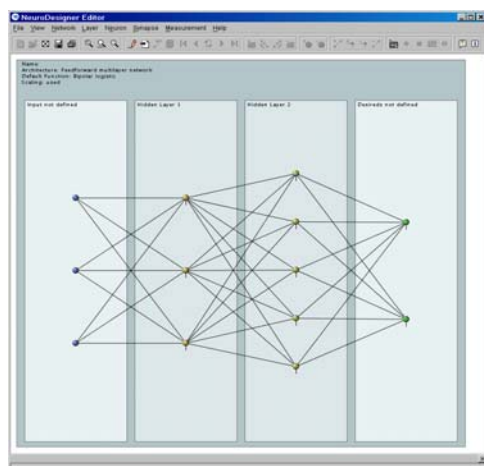 NeuroDesigner Editor
File View Network Layer Neuron Synapse Measurement Help
Name:
Architecture: Feedforward multilayer network
Default Function: Bipolar logistic
Scaling: used
Input not defined
Hidden Layer 1
Hidden Layer 2
Desireds not defined